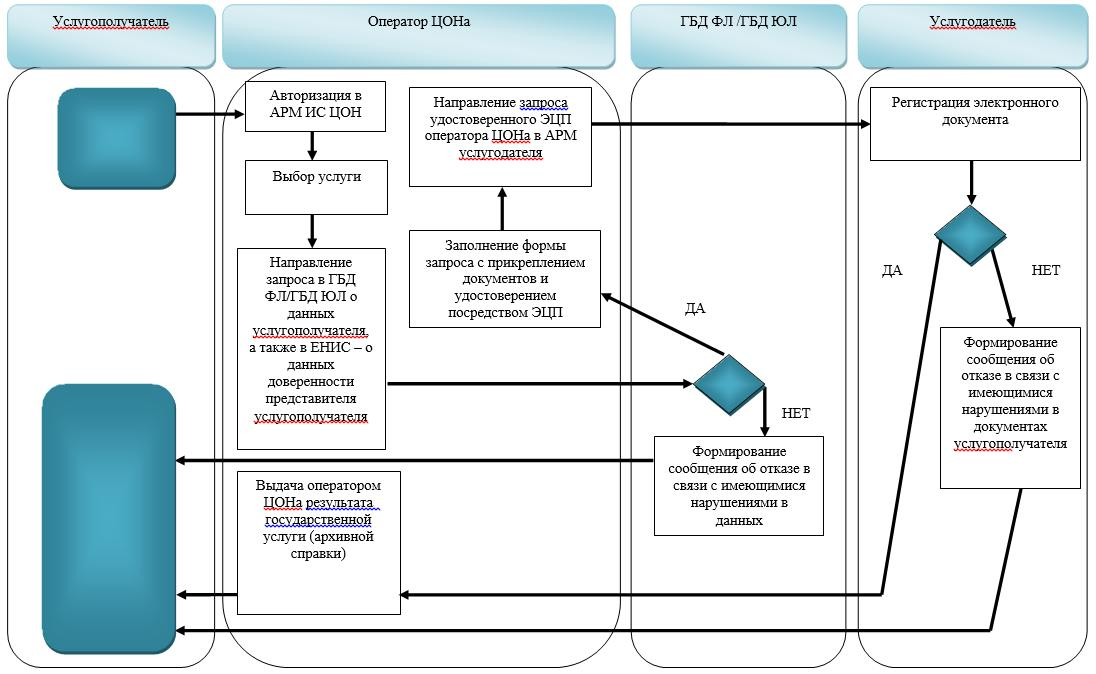 Услугополучатель
Оператор ЦОНа
ГБД ФЛ /ГБД ЮЛ
Услугодатель
Авторизация в
АРМ ИС ЦОН
Выбор услуги
Направление
запроса в ГБД
ФЛ/ГБД ЮЛ о
данных
услугополучателя,
а также в ЕНИС – о
данных
доверенности
представителя
услугополучателя
Выдача оператором
ЦОНа результата
государственной
услуги (архивной
справки)
Направление запроса
удостоверенного ЭЦП
оператора ЦОНа в АРМ
услугодателя
Заполнение формы
запроса с прикреплением
документов и
удостоверением
посредством ЭЦП
ДА
НЕТ
Формирование
сообщения об отказе в
связи с имеющимися
нарушениями в
данных
Регистрация электронного
документа
ДА
НЕТ
Формирование
сообщения об
отказе в связи с
имеющимися
нарушениями в
документах
услугополучателя